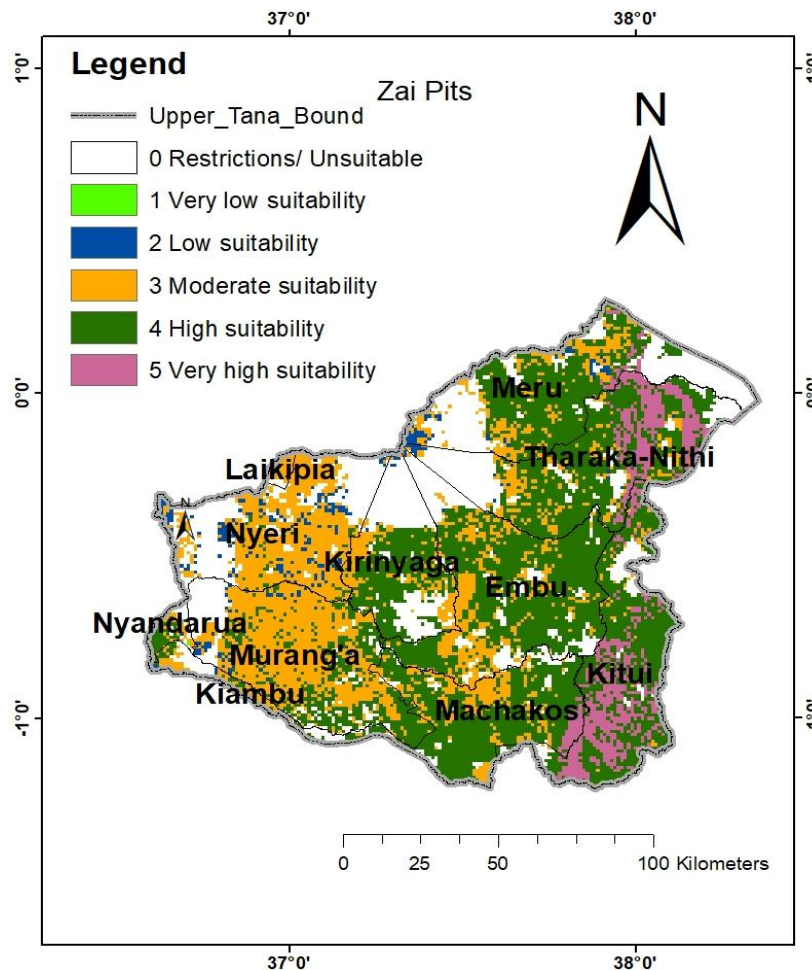 37°0' 38°0'
1°0'
Legend
Zai Pits
Upper_Tana_Bound
0 Restrictions/ Unsuitable
1 Very low suitability
2 Low suitability
3 Moderate suitability
4 High suitability
5 Very high suitability
N
0°0' 0°0'
Meru
Tharaka-Nithi
Laikipia
N
Nyeri
Kirinyaga
Embu
Nyandarua
Murang'a
Kitui
Kiambu
Machakos
-1°0'
0 25 50 100 Kilometers
37°0' 38°0'